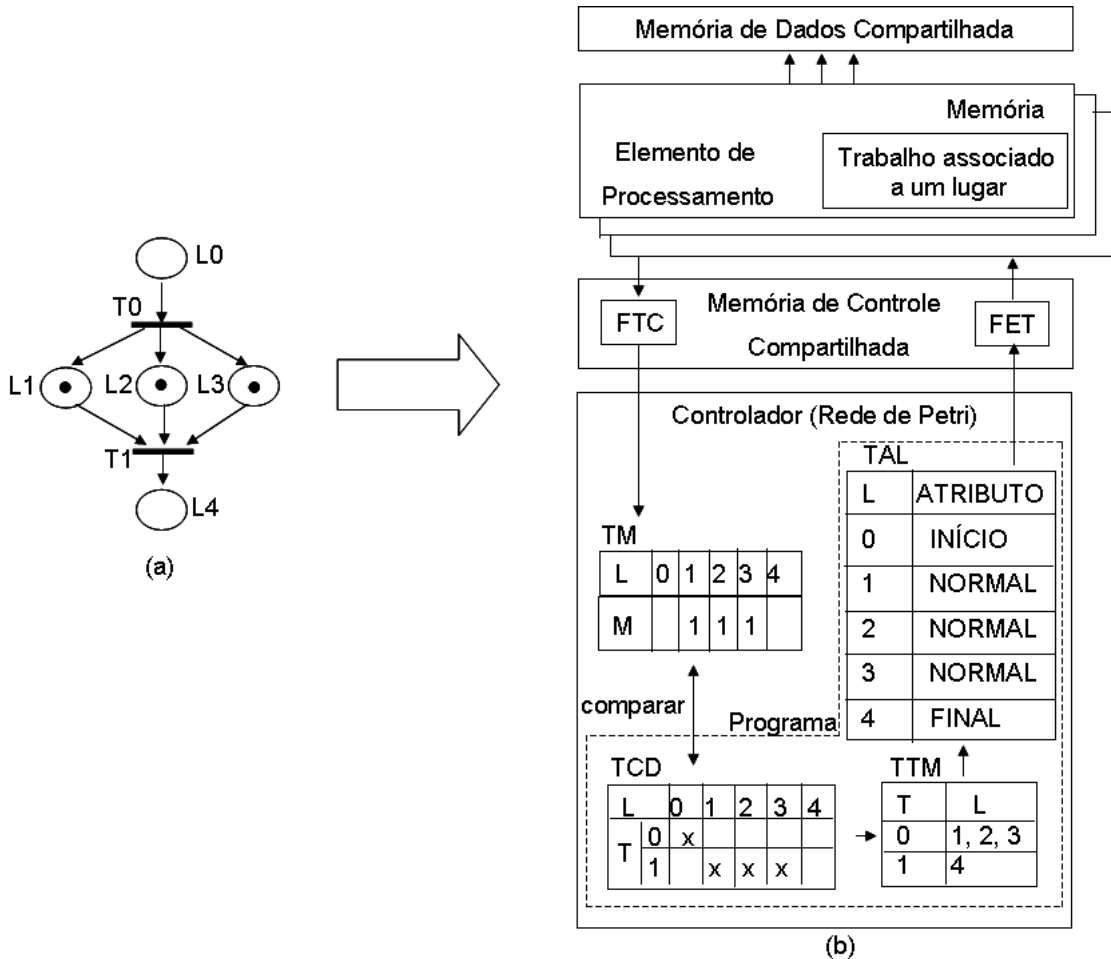 L0
T0
L1
L2
L3
T1
L4
(a)
Memória de Dados Compartilhada
Memória
Elemento de
Processamento
Trabalho associado
a um lugar
FTC
Memória de Controle
Compartilhada
FET
Controlador (Rede de Petri)
TM
L 0 1 2 3 4
M 1 1 1
comparar
Programa
TAL
L ATRIBUTO
0 INÍCIO
1 NORMAL
2 NORMAL
3 NORMAL
4 FINAL
TCD
L 0 1 2 3 4
T
0 x
1 x x x
TTM
T L
0 1, 2, 3
1 4
(b)